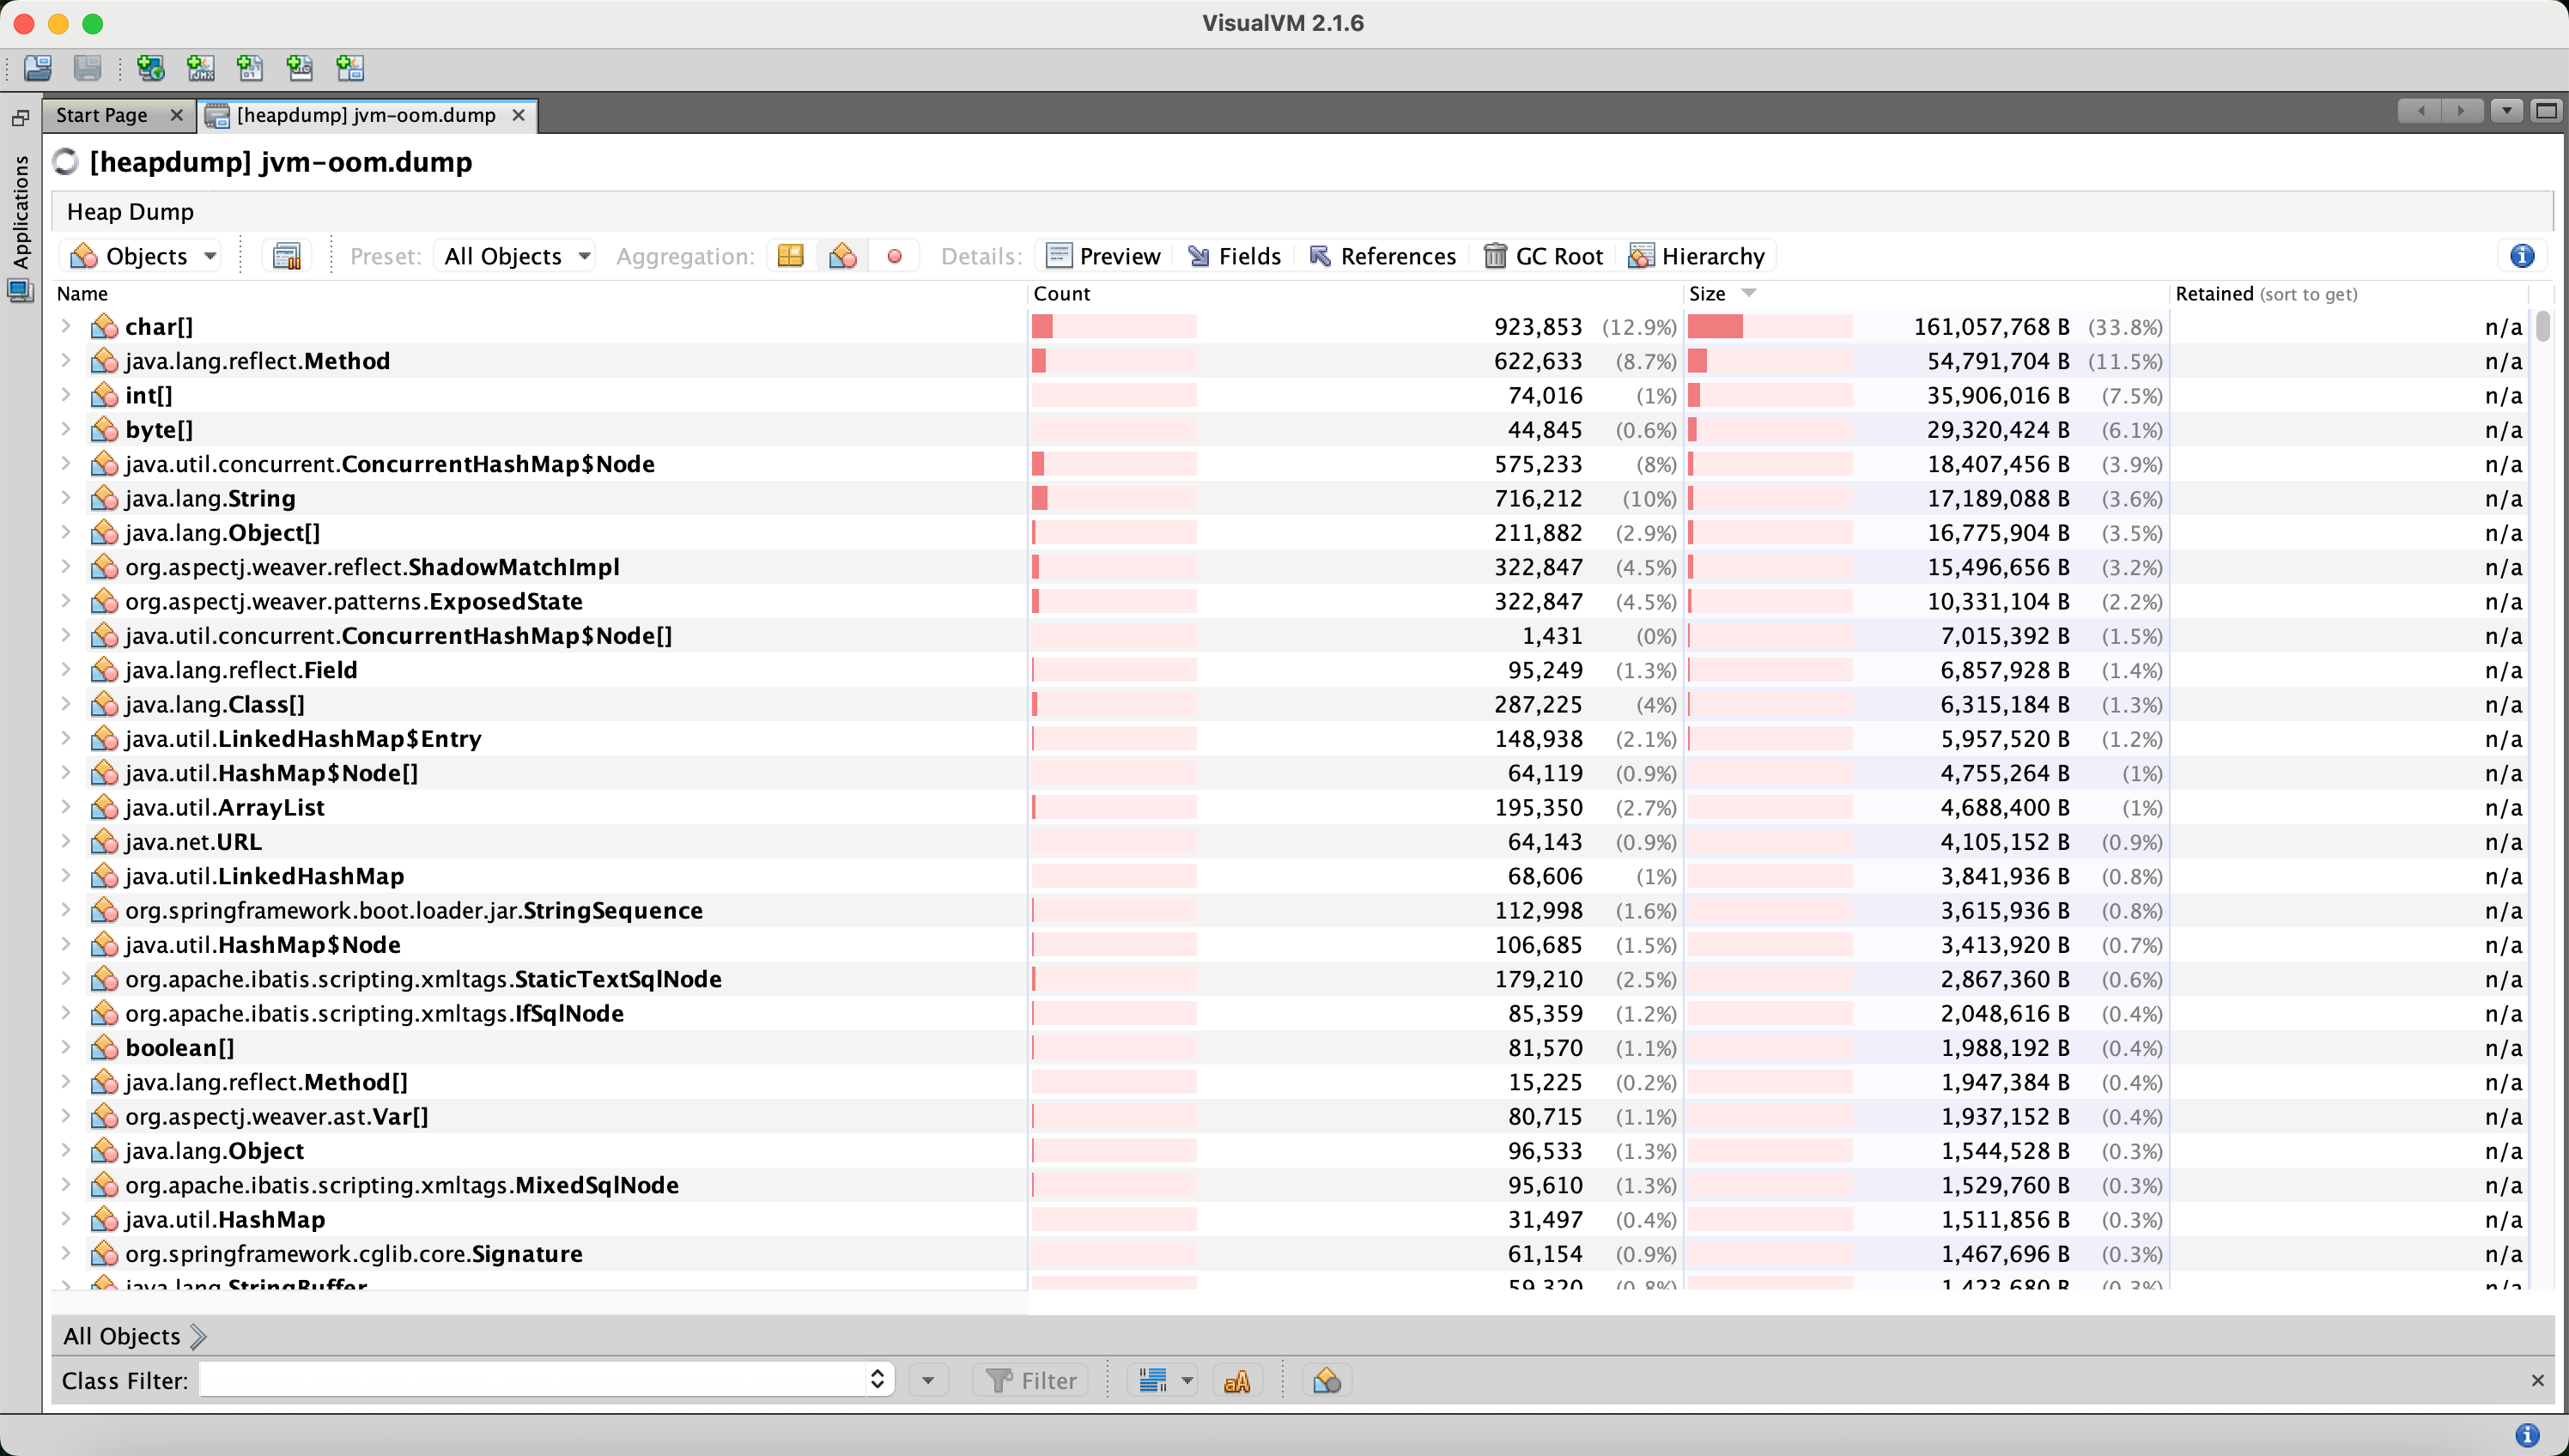 VisualVM 2.1.6
Start Page [heapdump] jvm-oom.dump
Applications
[heapdump] jvm-oom.dump
Heap Dump
Objects Preset: All Objects Aggregation: Details: Preview Fields References GC Root Hierarchy
Name Count Size Retained (sort to get)
char[] 923,853 (12.9%) 161,057,768 B (33.8%) n/a
java.lang.reflect.Method 622,633 (8.7%) 54,791,704 B (11.5%) n/a
int[] 74,016 (1%) 35,906,016 B (7.5%) n/a
byte[] 44,845 (0.6%) 29,320,424 B (6.1%) n/a
java.util.concurrent.ConcurrentHashMap$Node 575,233 (8%) 18,407,456 B (3.9%) n/a
java.lang.String 716,212 (10%) 17,189,088 B (3.6%) n/a
java.lang.Object[] 211,882 (2.9%) 16,775,904 B (3.5%) n/a
org.aspectj.weaver.reflect.ShadowMatchImpl 322,847 (4.5%) 15,496,656 B (3.2%) n/a
org.aspectj.weaver.patterns.ExposedState 322,847 (4.5%) 10,331,104 B (2.2%) n/a
java.util.concurrent.ConcurrentHashMap$Node[] 1,431 (0%) 7,015,392 B (1.5%) n/a
java.lang.reflect.Field 95,249 (1.3%) 6,857,928 B (1.4%) n/a
java.lang.Class[] 287,225 (4%) 6,315,184 B (1.3%) n/a
java.util.LinkedHashMap$Entry 148,938 (2.1%) 5,957,520 B (1.2%) n/a
java.util.HashMap$Node[] 64,119 (0.9%) 4,755,264 B (1%) n/a
java.util.ArrayList 195,350 (2.7%) 4,688,400 B (1%) n/a
java.net.URL 64,143 (0.9%) 4,105,152 B (0.9%) n/a
java.util.LinkedHashMap 68,606 (1%) 3,841,936 B (0.8%) n/a
org.springframework.boot.loader.jar.StringSequence 112,998 (1.6%) 3,615,936 B (0.8%) n/a
java.util.HashMap$Node 106,685 (1.5%) 3,413,920 B (0.7%) n/a
org.apache.ibatis.scripting.xmltags.StaticTextSqlNode 179,210 (2.5%) 2,867,360 B (0.6%) n/a
org.apache.ibatis.scripting.xmltags.IfSqlNode 85,359 (1.2%) 2,048,616 B (0.4%) n/a
boolean[] 81,570 (1.1%) 1,988,192 B (0.4%) n/a
java.lang.reflect.Method[] 15,225 (0.2%) 1,947,384 B (0.4%) n/a
org.aspectj.weaver.ast.Var[] 80,715 (1.1%) 1,937,152 B (0.4%) n/a
java.lang.Object 96,533 (1.3%) 1,544,528 B (0.3%) n/a
org.apache.ibatis.scripting.xmltags.MixedSqlNode 95,610 (1.3%) 1,529,760 B (0.3%) n/a
java.util.HashMap 31,497 (0.4%) 1,511,856 B (0.3%) n/a
org.springframework.cglib.core.Signature 61,154 (0.9%) 1,467,696 B (0.3%) n/a
java.lang.StringBuffer 59,320 (0.8%) 1,423,680 B (0.3%) n/a
All Objects
Class Filter: Filter